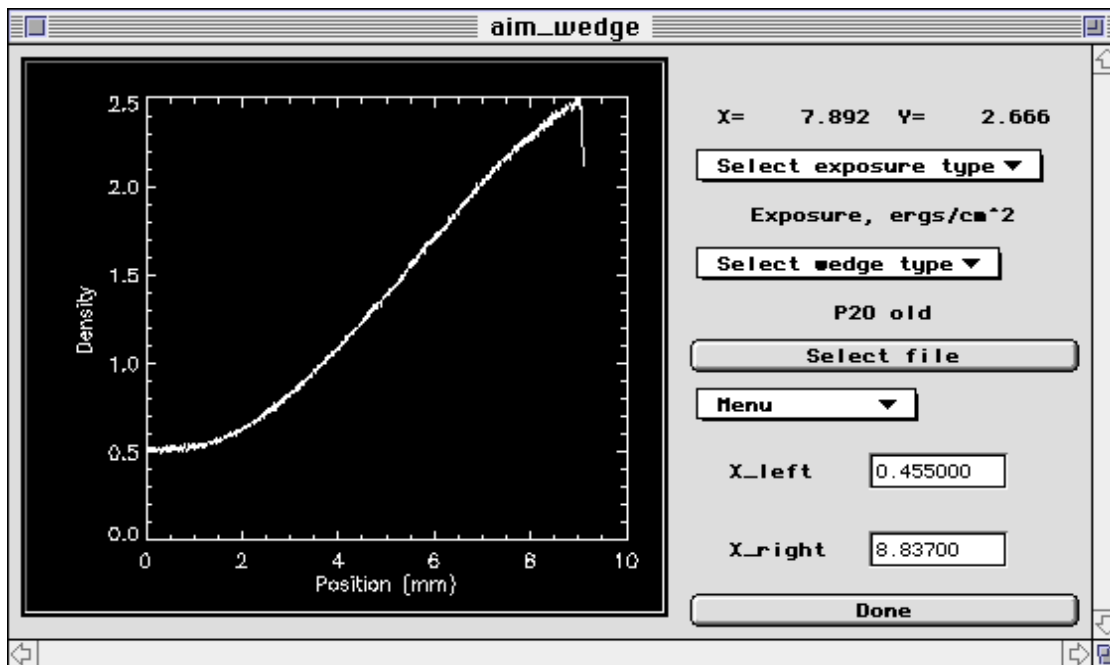 aim_wedge
2.5
2.0
1.5
1.0
0.5
0.0
Density
0 2 4 6 8 10
Position (mm)
X= 7.892 Y= 2.666
Select exposure type
Exposure, ergs/cm^2
Select wedge type
P20 old
Select file
Menu
X_left 0.455000
X_right 8.83700
Done